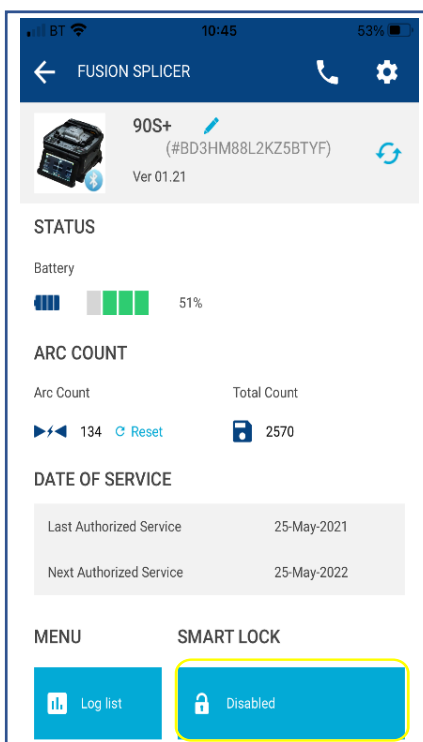 BT 10:45 53%
FUSION SPLICER
90S+
(#BD3HM88L2KZ5BTYF)
Ver 01.21
STATUS
Battery
51%
ARC COUNT
Arc Count Total Count
134 Reset 2570
DATE OF SERVICE
Last Authorized Service 25-May-2021
Next Authorized Service 25-May-2022
MENU SMART LOCK
Log list Disabled